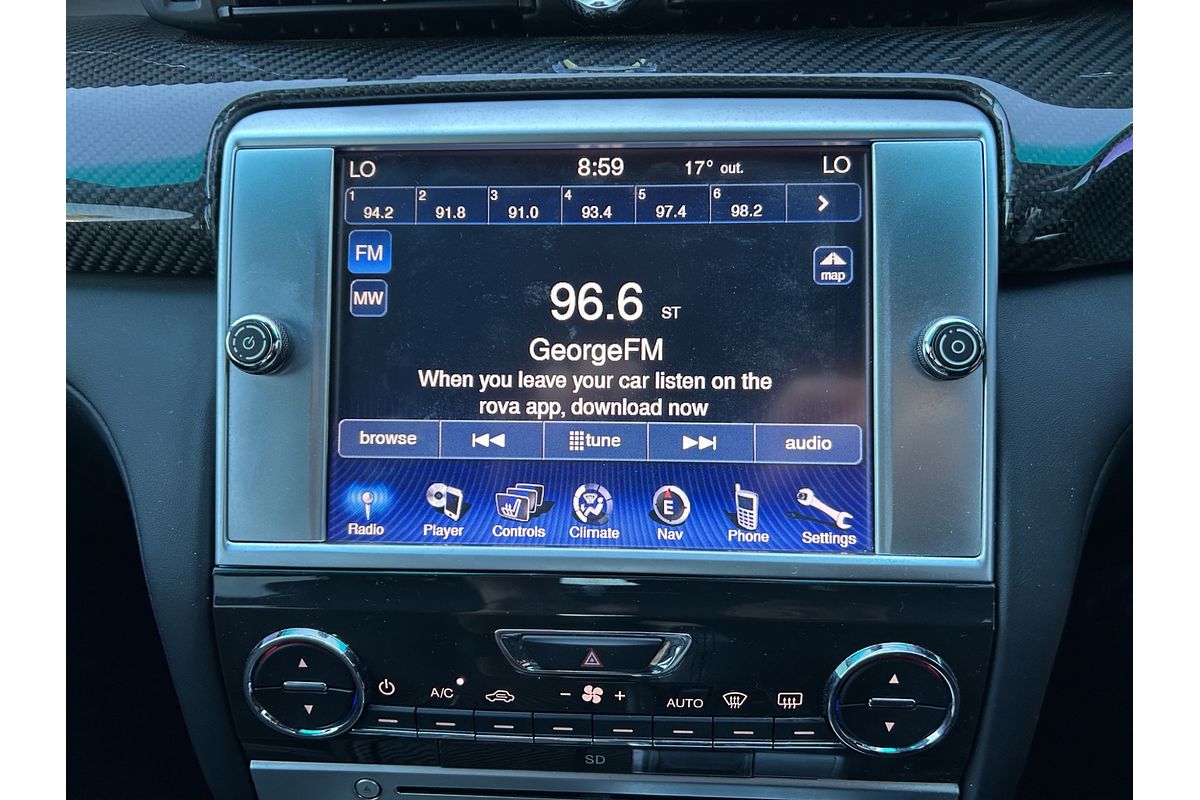 LO 8:59 17° out. LO
1 94.2 2 91.8 3 91.0 4 93.4 5 97.4 6 98.2
FM
map
MW
96.6 ST
GeorgeFM
When you leave your car listen on the
rova app, download now
browse tune audio
E
Radio Player Controls Climate Nav Phone Settings
A/C - + AUTO
SD